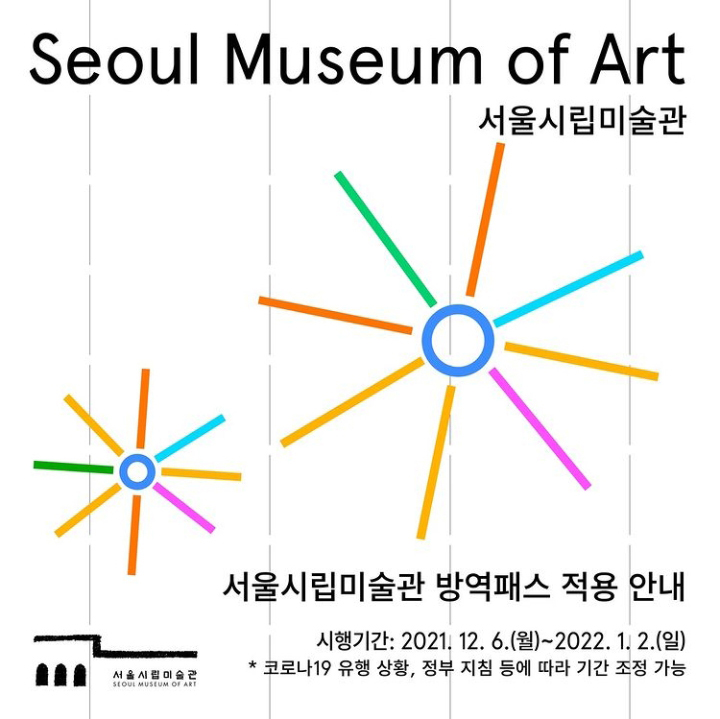 Seoul Museum of Art
서울시립미술관
서울시립미술관 방역패스 적용 안내
시행기간: 2021. 12. 6.(월)~2022. 1. 2.(일)
* 코로나19 유행 상황, 정부 지침 등에 따라 기간 조정 가능
서울시립미술관
SEOUL MUSEUM OF ART